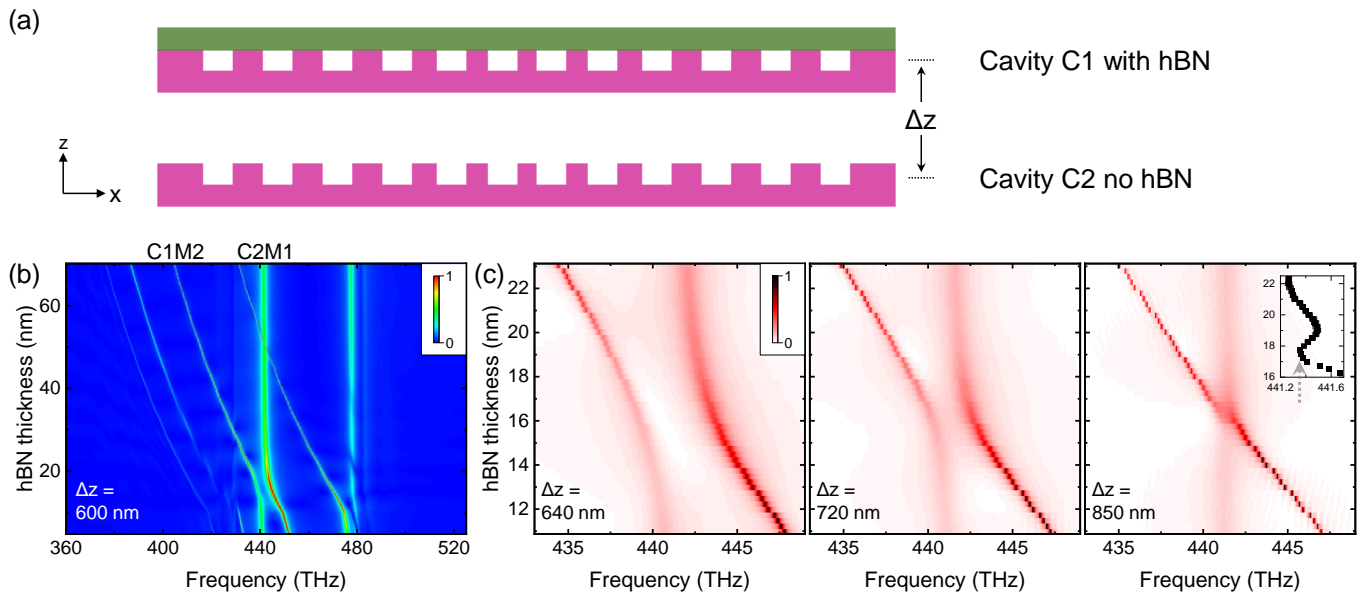 (a)
Cavity C1 with hBN
Δz
z
x
Cavity C2 no hBN
(b)
C1M2
C2M1
1
0
60
40
20
hBN thickness (nm)
Δz =
600 nm
360
400
440
480
520
Frequency (THz)
(c)
1
0
22
20
18
16
14
12
hBN thickness (nm)
Δz =
640 nm
435
440
445
Frequency (THz)
Δz =
720 nm
435
440
445
Frequency (THz)
22
20
18
16
441.2
441.6
Δz =
850 nm
435
440
445
Frequency (THz)